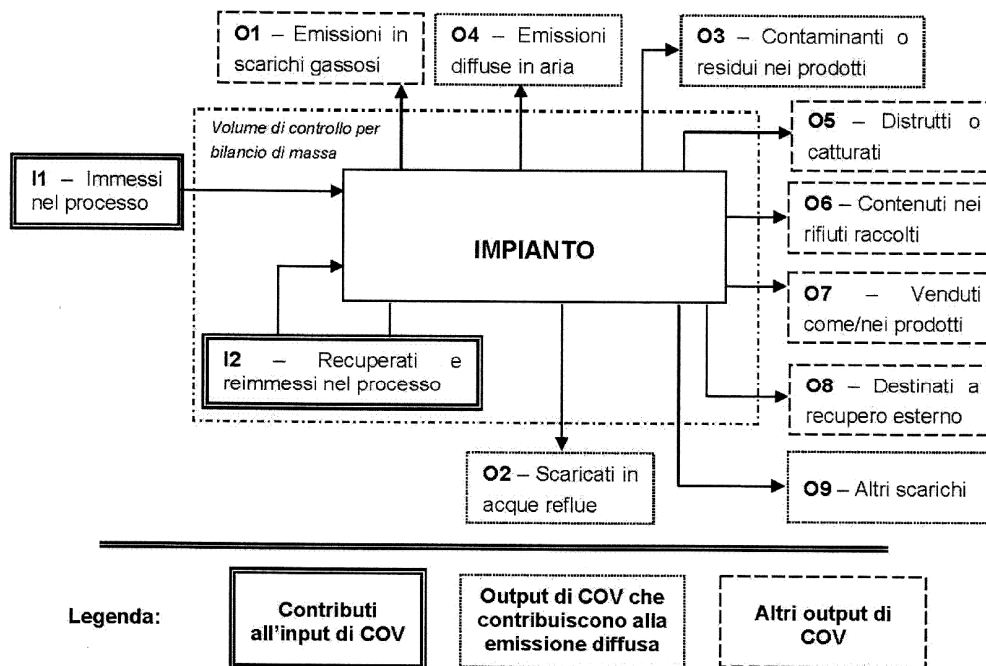 O1 – Emissioni in
scarichi gassosi
O4 – Emissioni
diffuse in aria
O3 – Contaminanti o
residui nei prodotti
Volume di controllo per
bilancio di massa
O5 – Distrutti o
catturati
I1 – Immessi
nel processo
O6 – Contenuti nei
rifiuti raccolti
IMPIANTO
O7 – Venduti
come/nei prodotti
I2 – Recuperati e
reimmessi nel processo
O8 – Destinati a
recupero esterno
O2 – Scaricati in
acque reflue
O9 – Altri scarichi
Legenda:
Contributi
all'input di COV
Output di COV che
contribuiscono alla
emissione diffusa
Altri output di
COV